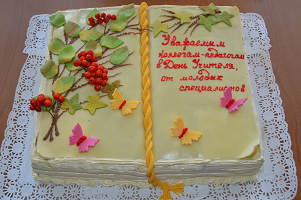 Уважаемым
коллегам-педагогам
в День Учителя,
от молодых
специалистов